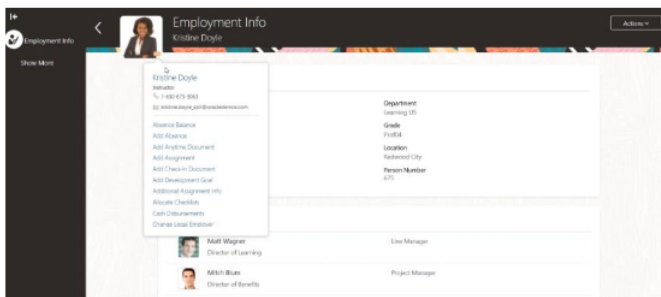 Employment Info
Kristine Doyle
Actions
Employment Info
Show More
Kristine Doyle
Instructor
Department
Learning US
Grade
Prof04
Location
Redwood City
Person Number
675
Absence Balance
Add Absence
Add Anytime Document
Add Assignment
Add Check-in Document
Add Development Goal
Additional Assignment Info
Allocate Checklists
Cash Disbursements
Change Legal Employer
Matt Wagner
Director of Learning
Line Manager
Mitch Blum
Director of Benefits
Project Manager